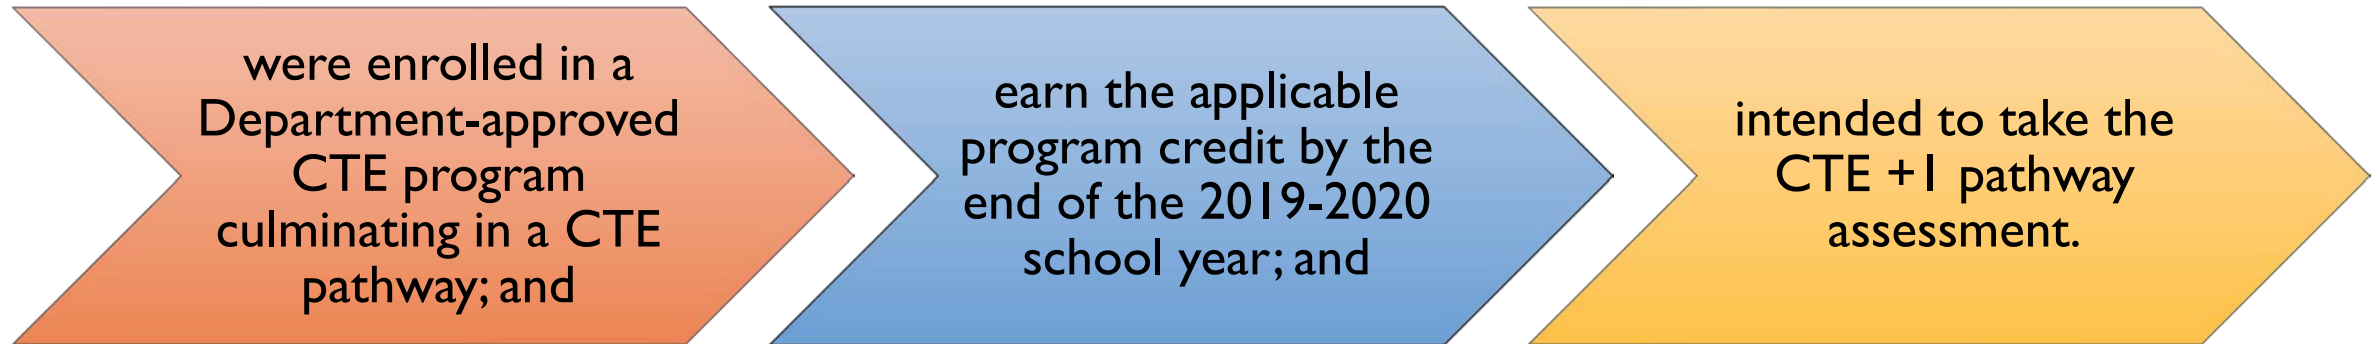 were enrolled in a
Department-approved
CTE program
culminating in a CTE
pathway; and
earn the applicable
program credit by the
end of the 2019-2020
school year; and
intended to take the
CTE +1 pathway
assessment.